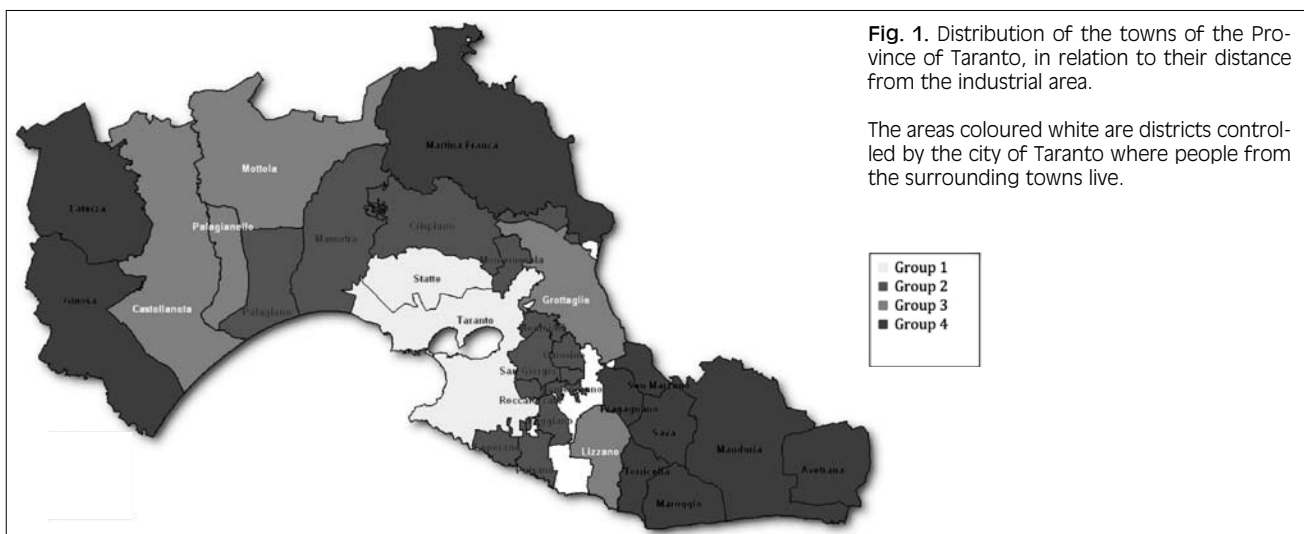 Fig. 1. Distribution of the towns of the Pro-
vince of Taranto, in relation to their distance
from the industrial area.
The areas coloured white are districts control-
led by the city of Taranto where people from
the surrounding towns live.
Group 1
Group 2
Group 3
Group 4
Martina Franca
Mottola
Laterza
Palagianello
Massafra
Crispiano
Statte
Ginosa
Castellaneta
Palagiano
Grottaglie
Taranto
San Giorgio
San Marzano
Fragagnano
Sava
Lizzano
Manduria
Avetrana
Torricella
Maruggio